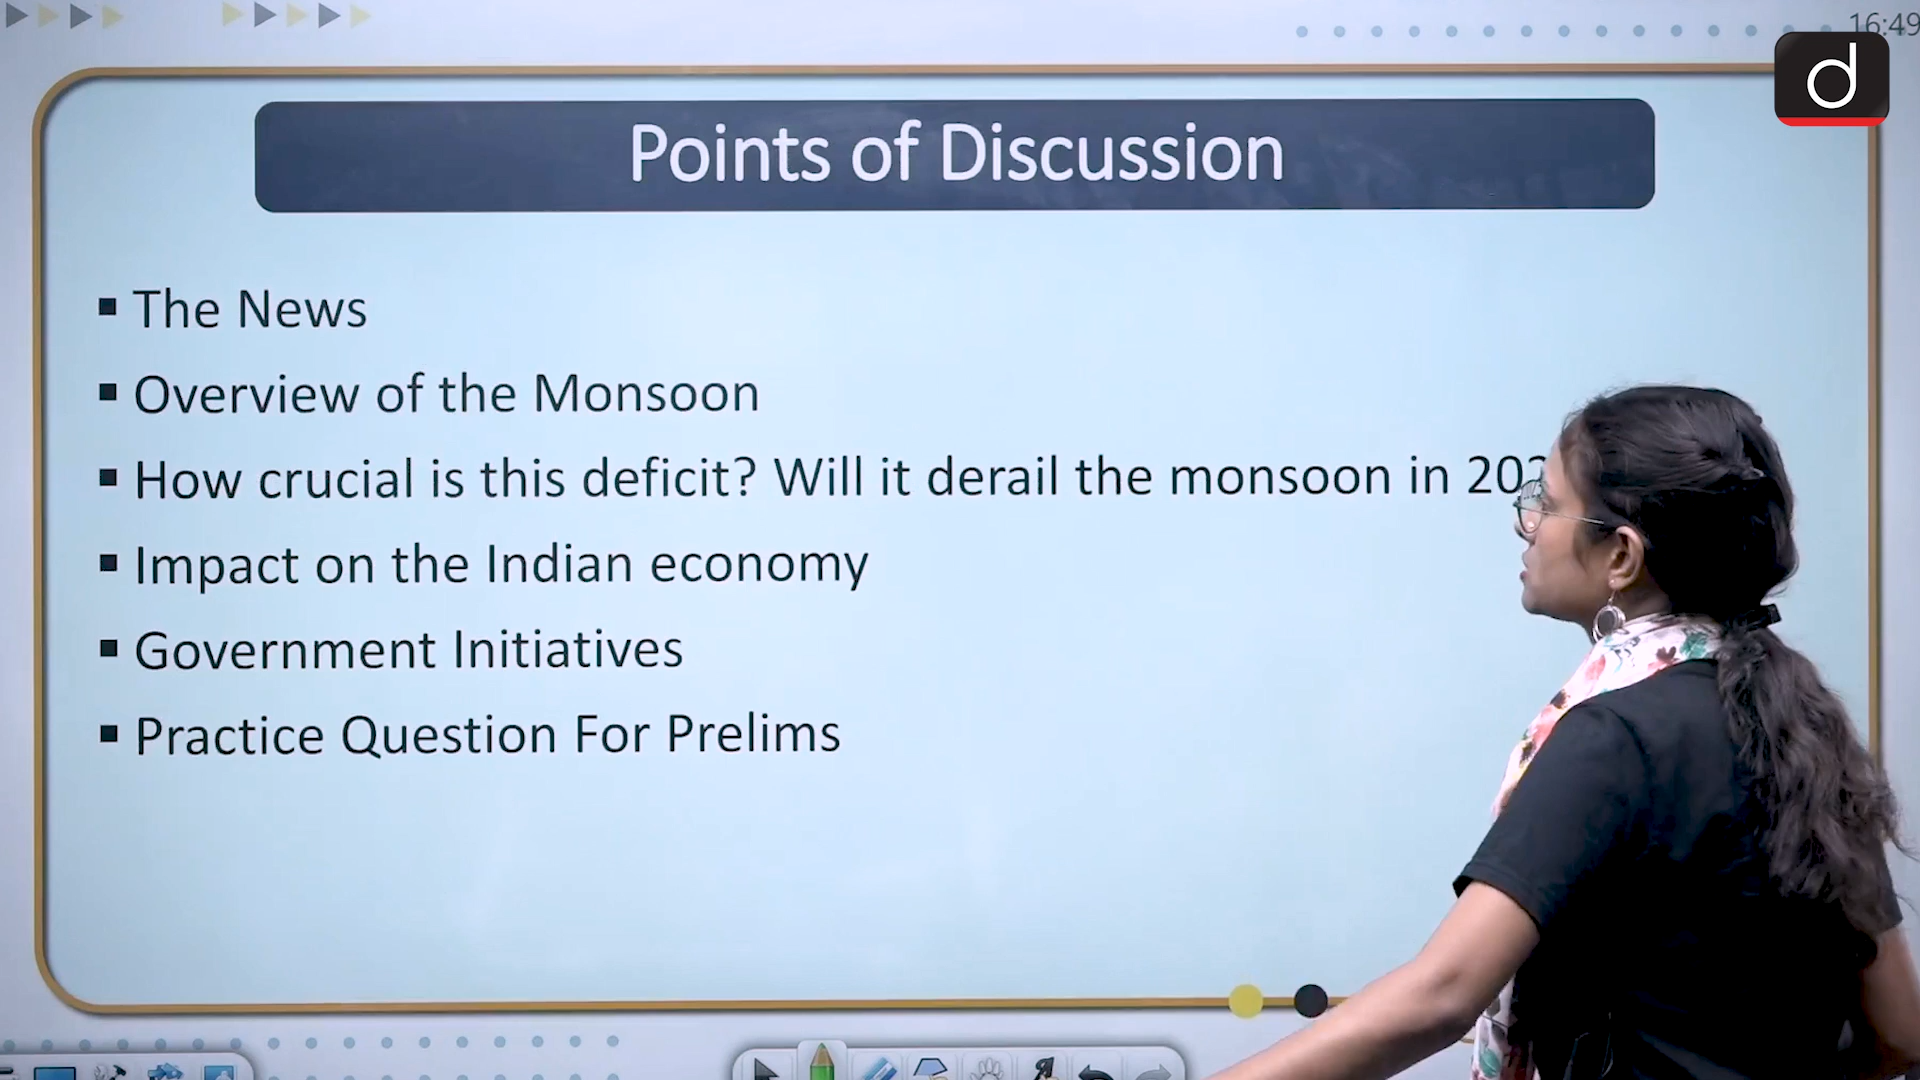 16:49
d
Points of Discussion
▪ The News
▪ Overview of the Monsoon
▪ How crucial is this deficit? Will it derail the monsoon in
▪ Impact on the Indian economy
▪ Government Initiatives
▪ Practice Question For Prelims